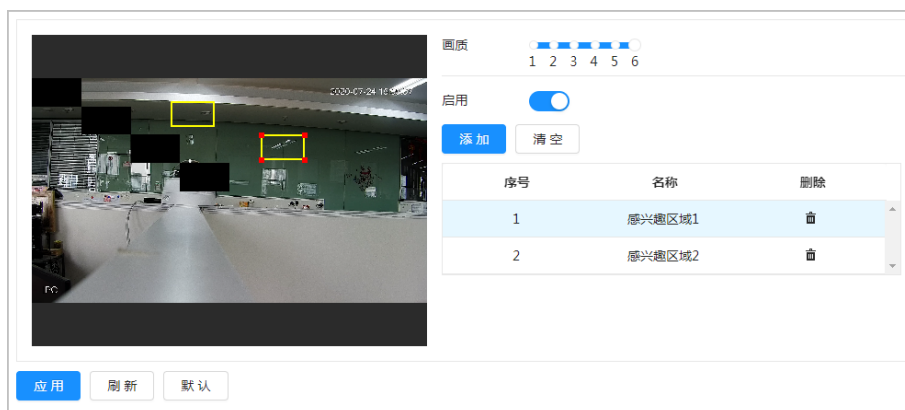 画质
1 2 3 4 5 6
启用
添加 清空
序号 名称 删除
1 感兴趣区域1
2 感兴趣区域2
PC
应用 刷新 默认